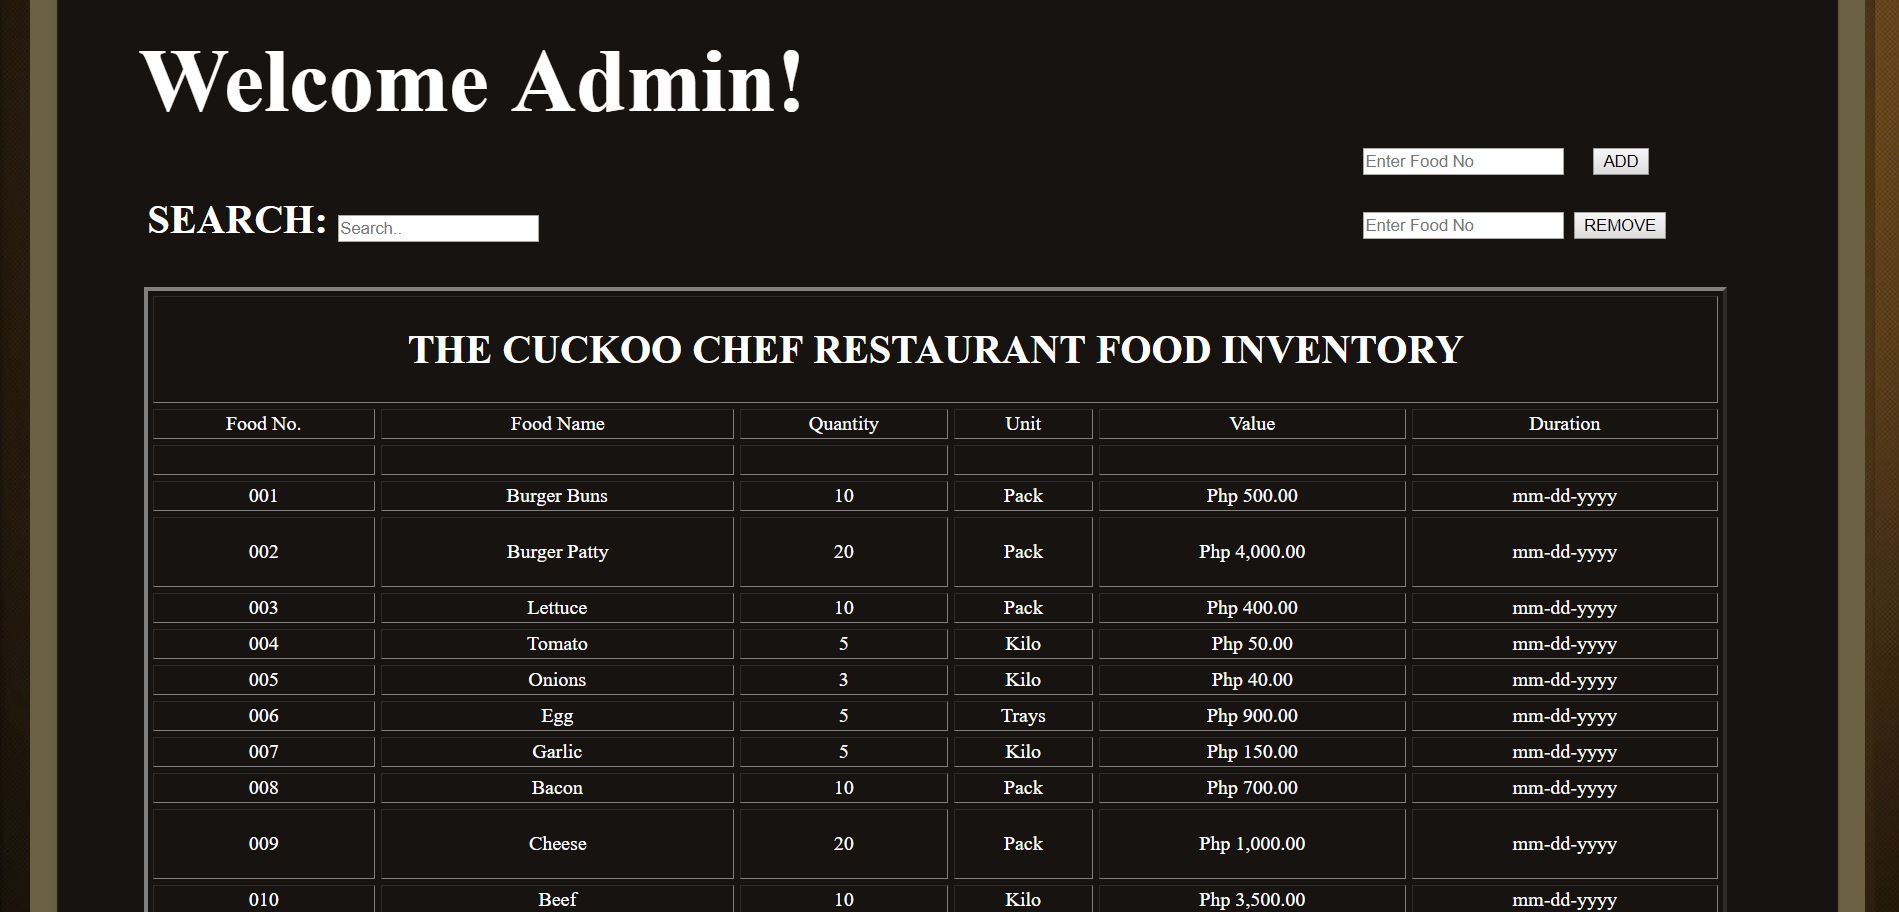 Welcome Admin!
Enter Food No ADD
SEARCH: Search..
Enter Food No REMOVE
THE CUCKOO CHEF RESTAURANT FOOD INVENTORY
Food No. Food Name Quantity Unit Value Duration
001 Burger Buns 10 Pack Php 500.00 mm-dd-yyyy
002 Burger Patty 20 Pack Php 4,000.00 mm-dd-yyyy
003 Lettuce 10 Pack Php 400.00 mm-dd-yyyy
004 Tomato 5 Kilo Php 50.00 mm-dd-yyyy
005 Onions 3 Kilo Php 40.00 mm-dd-yyyy
006 Egg 5 Trays Php 900.00 mm-dd-yyyy
007 Garlic 5 Kilo Php 150.00 mm-dd-yyyy
008 Bacon 10 Pack Php 700.00 mm-dd-yyyy
009 Cheese 20 Pack Php 1,000.00 mm-dd-yyyy
010 Beef 10 Kilo Php 3,500.00 mm-dd-yyyy